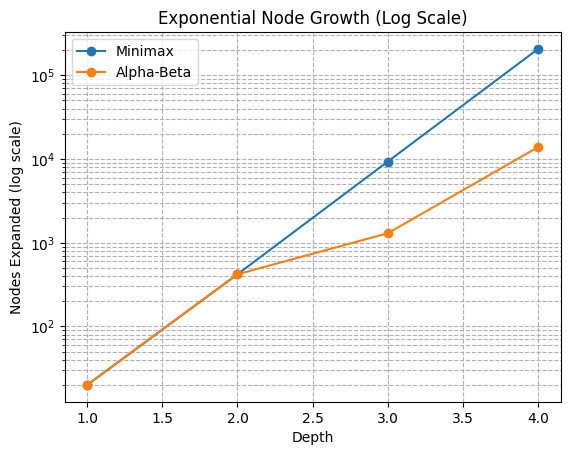 Exponential Node Growth (Log Scale)
Minimax
Alpha-Beta
Nodes Expanded (log scale)
10^5
10^4
10^3
10^2
1.0 1.5 2.0 2.5 3.0 3.5 4.0
Depth